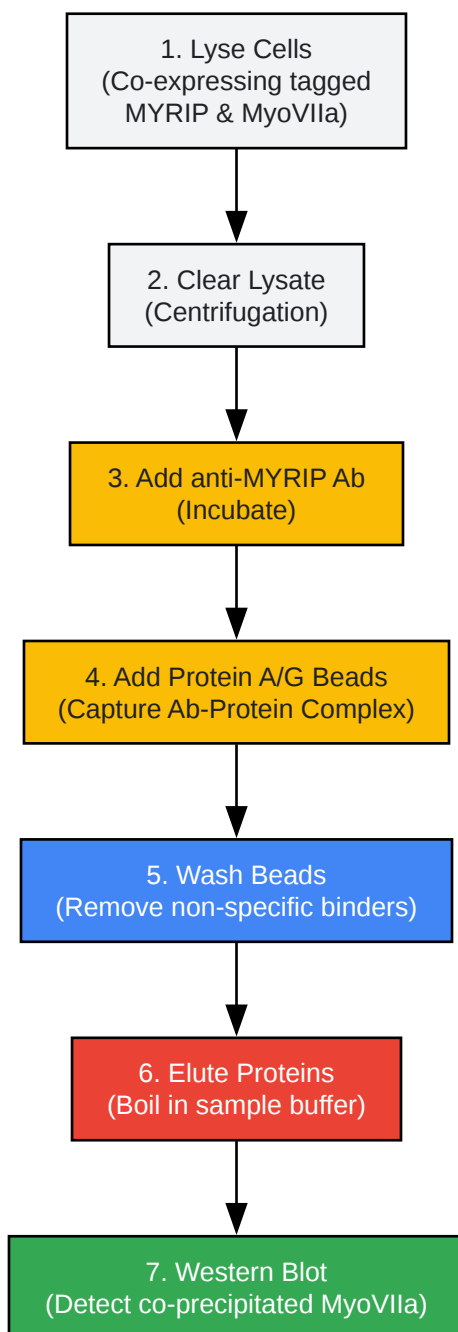 1. Lyse Cells
(Co-expressing tagged
MYRIP & MyoVIIa)
2. Clear Lysate
(Centrifugation)
3. Add anti-MYRIP Ab
(Incubate)
4. Add Protein A/G Beads
(Capture Ab-Protein Complex)
5. Wash Beads
(Remove non-specific binders)
6. Elute Proteins
(Boil in sample buffer)
7. Western Blot
(Detect co-precipitated MyoVIIa)